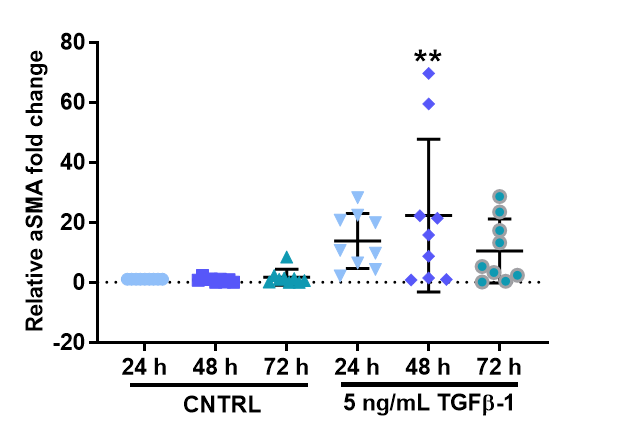 **
80
60
40
20
0
-20
Relative aSMA fold change
24 h 48 h 72 h 24 h 48 h 72 h
CNTRL 5 ng/mL TGFβ-1